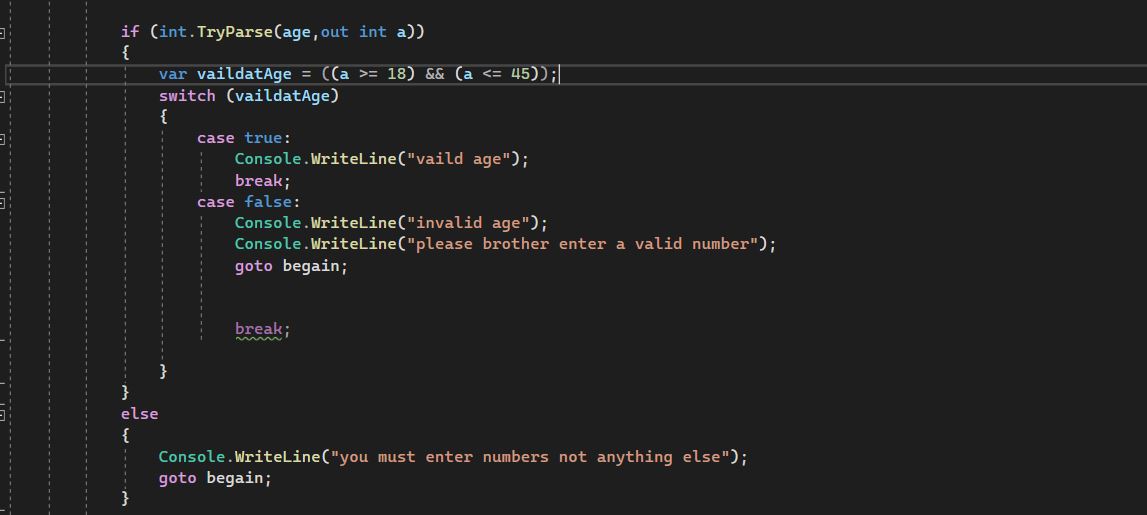 if (int.TryParse(age,out int a))
{
var vaildatAge = ((a >= 18) && (a <= 45));
switch (vaildatAge)
{
case true:
Console.WriteLine("vaild age");
break;
case false:
Console.WriteLine("invalid age");
Console.WriteLine("please brother enter a valid number");
goto begain;
break;
}
}
else
{
Console.WriteLine("you must enter numbers not anything else");
goto begain;
}